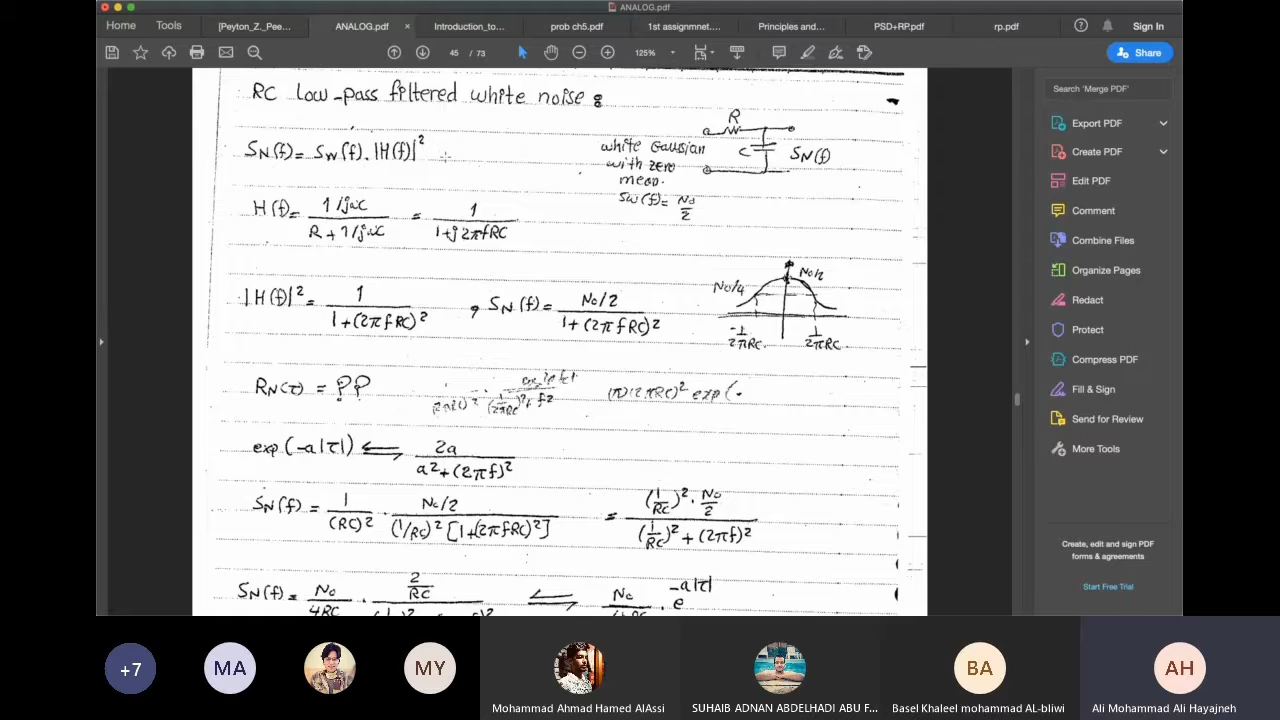 ANALOG.pdf
Home Tools [Peyton_Z._Pee... ANALOG.pdf × Introduction_to... prob ch5.pdf 1st assignmnet.... Principles and... PSD+RP.pdf rp.pdf Sign In
45 / 73 125% Share
RC Low-pass filtered white noise :
SN(f) = Sw(f). |H(f)|²
white Gaussian
with zero
mean.
Sw(f) = No/2
R
C
SN(f)
H(f) = (1/jωC)/(R + 1/jωC) = 1/(1+j2πfRC)
|H(f)|² = 1/(1+(2πfRC)²) , SN(f) = (No/2)/(1+(2πfRC)²)
No/4 No/2
-1/2πRC 1/2πRC
RN(τ) = ??
exp(-a|τ|) ⇐⇒ 2a/(a²+(2πf)²)
SN(f) = 1/(RC)² · (No/2)/((1/RC)²[1+(2πfRC)²]) = ((1/RC)² · No/2)/((1/RC)²+(2πf)²)
SN(f) = No/4RC · 2/RC ⇐⇒ No · e^-a|τ|
Search 'Merge PDF'
Export PDF
Create PDF
Edit PDF
Comment
Combine Files
Organize Pages
Redact
Protect
Compress PDF
Fill & Sign
Send for Review
More Tools
Create, edit and sign PDF
forms & agreements
Start Free Trial
+7 MA MY BA AH
Mohammad Ahmad Hamed AlAssi SUHAIB ADNAN ABDELHADI ABU F... Basel Khaleel mohammad AL-bliwi Ali Mohammad Ali Hayajneh